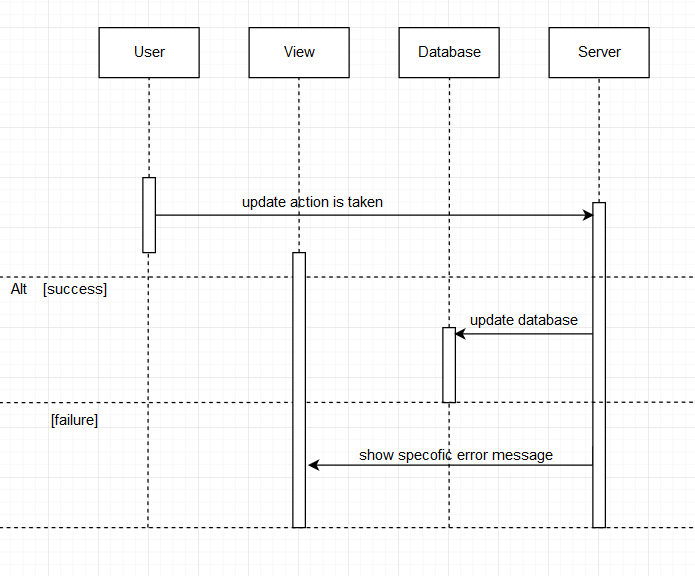 User
View
Database
Server
update action is taken
Alt [success]
update database
[failure]
show specofic error message